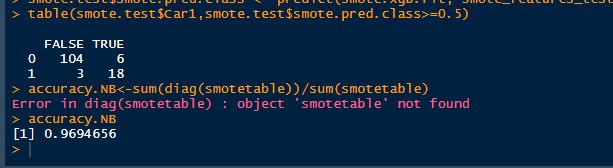 > smote.test$smote.pred.class <- predict(smote.xgb.fit, smote_features_test
> table(smote.test$Car1,smote.test$smote.pred.class>=0.5)
FALSE TRUE
0 104 6
1 3 18
> accuracy.NB<-sum(diag(smotetable))/sum(smotetable)
Error in diag(smotetable) : object 'smotetable' not found
> accuracy.NB
[1] 0.9694656
>